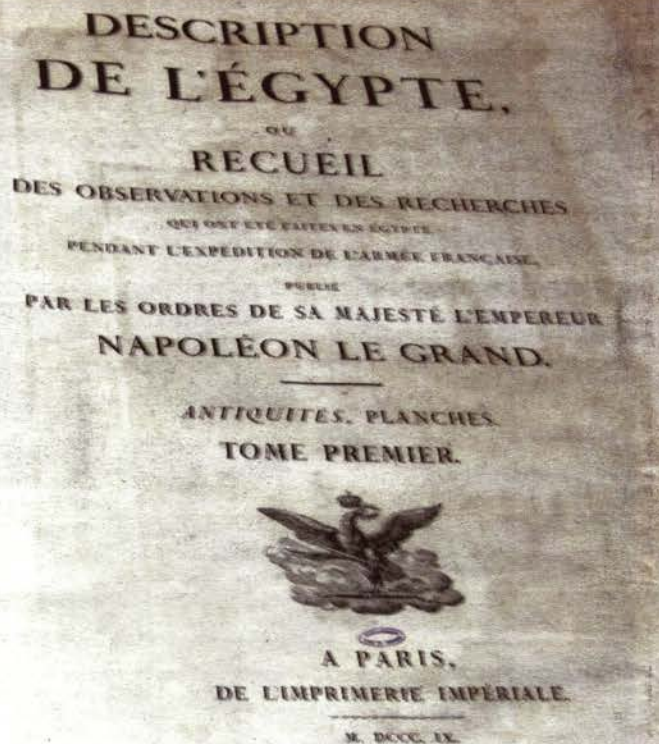 DESCRIPTION
DE L'ÉGYPTE,
OU
RECUEIL
DES OBSERVATIONS ET DES RECHERCHES
QUI ONT ÉTÉ FAITES EN ÉGYPTE
PENDANT L'EXPÉDITION DE L'ARMÉE FRANÇAISE,
PUBLIÉ
PAR LES ORDRES DE SA MAJESTÉ L'EMPEREUR
NAPOLÉON LE GRAND.
ANTIQUITÉS, PLANCHES.
TOME PREMIER.
A PARIS,
DE L'IMPRIMERIE IMPÉRIALE.
M. DCCC. IX.